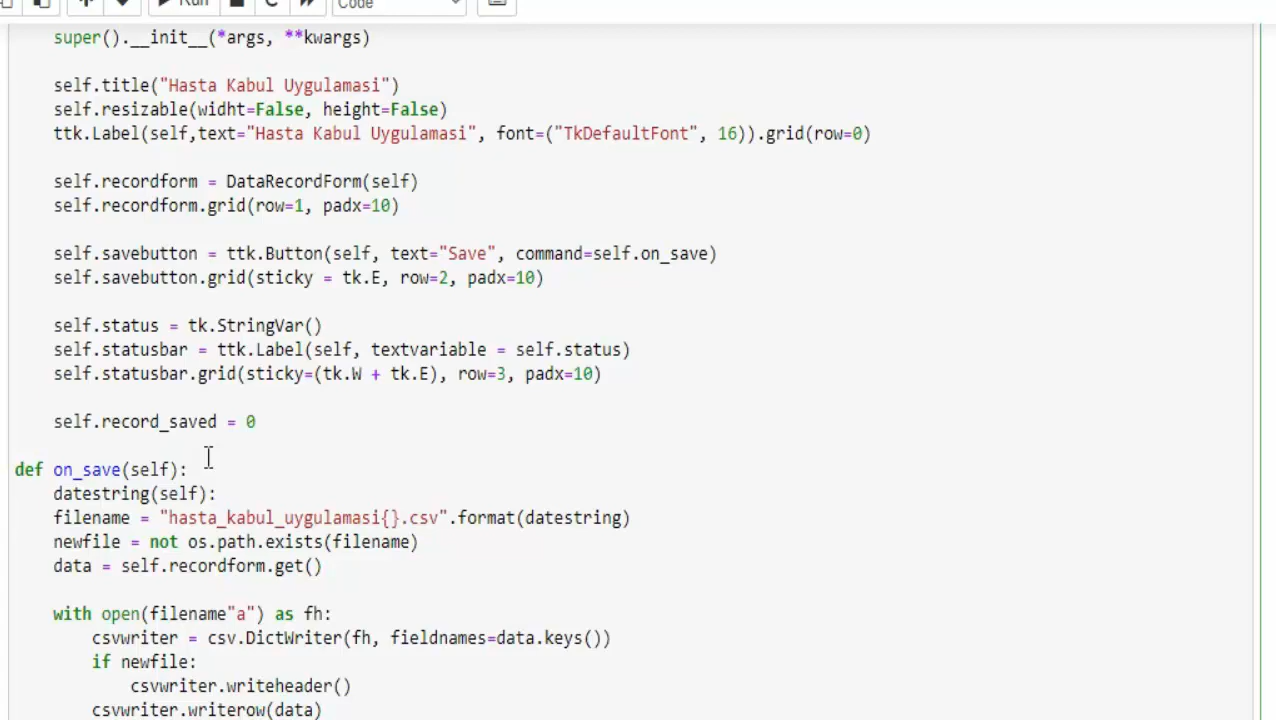 Run
Code
super().__init__(*args, **kwargs)
self.title("Hasta Kabul Uygulamasi")
self.resizable(widht=False, height=False)
ttk.Label(self,text="Hasta Kabul Uygulamasi", font=("TkDefaultFont", 16)).grid(row=0)
self.recordform = DataRecordForm(self)
self.recordform.grid(row=1, padx=10)
self.savebutton = ttk.Button(self, text="Save", command=self.on_save)
self.savebutton.grid(sticky = tk.E, row=2, padx=10)
self.status = tk.StringVar()
self.statusbar = ttk.Label(self, textvariable = self.status)
self.statusbar.grid(sticky=(tk.W + tk.E), row=3, padx=10)
self.record_saved = 0
def on_save(self):
datestring(self):
filename = "hasta_kabul_uygulamasi{}.csv".format(datestring)
newfile = not os.path.exists(filename)
data = self.recordform.get()
with open(filename"a") as fh:
csvwriter = csv.DictWriter(fh, fieldnames=data.keys())
if newfile:
csvwriter.writeheader()
csvwriter.writerow(data)